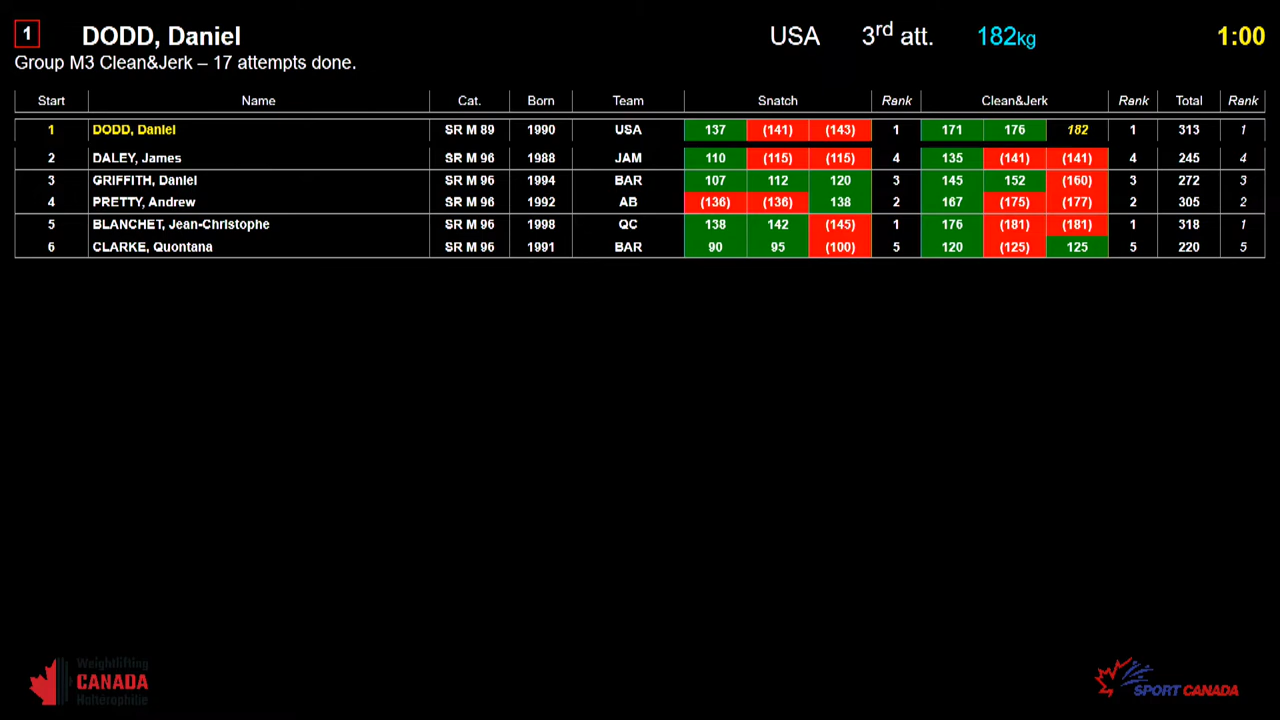 1 DODD, Daniel USA 3rd att. 182kg 1:00
Group M3 Clean&Jerk – 17 attempts done.
Start Name Cat. Born Team Snatch Rank Clean&Jerk Rank Total Rank
1 DODD, Daniel SR M 89 1990 USA 137 (141) (143) 1 171 176 182 1 313 1
2 DALEY, James SR M 96 1988 JAM 110 (115) (115) 4 135 (141) (141) 4 245 4
3 GRIFFITH, Daniel SR M 96 1994 BAR 107 112 120 3 145 152 (160) 3 272 3
4 PRETTY, Andrew SR M 96 1992 AB (136) (136) 138 2 167 (175) (177) 2 305 2
5 BLANCHET, Jean-Christophe SR M 96 1998 QC 138 142 (145) 1 176 (181) (181) 1 318 1
6 CLARKE, Quontana SR M 96 1991 BAR 90 95 (100) 5 120 (125) 125 5 220 5
Weightlifting
CANADA
Haltérophilie
SPORT CANADA